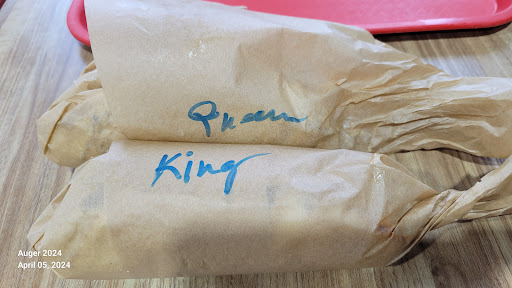 Queen
King
Auger 2024
April 05, 2024